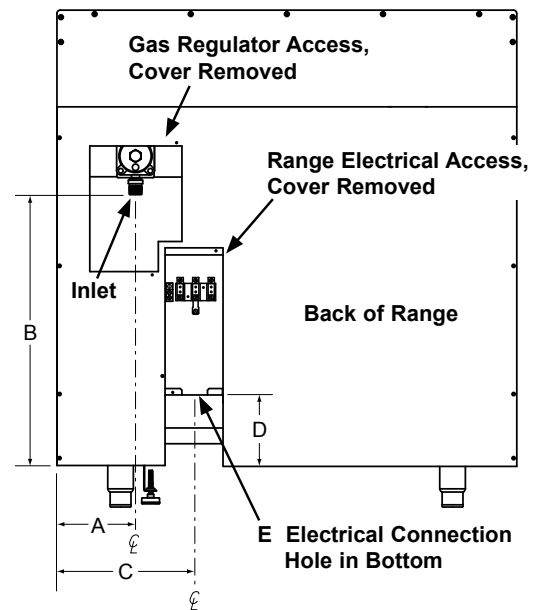 Gas Regulator Access,
Cover Removed
Range Electrical Access,
Cover Removed
Inlet
Back of Range
B
D
A
℄
E Electrical Connection
Hole in Bottom
C
℄